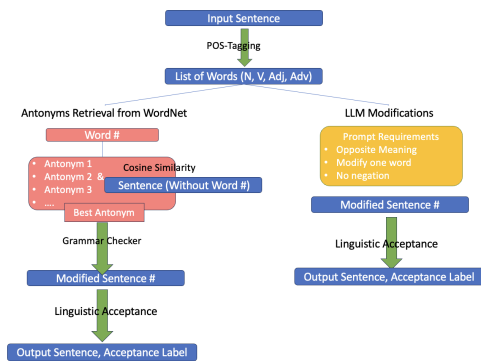 Input Sentence
POS-Tagging
List of Words (N, V, Adj, Adv)
Antonyms Retrieval from WordNet
Word #
• Antonym 1
• Antonym 2 &
• Antonym 3
• ....
Cosine Similarity
Sentence (Without Word #)
Best Antonym
Grammar Checker
Modified Sentence #
Linguistic Acceptance
Output Sentence, Acceptance Label
LLM Modifications
Prompt Requirements
• Opposite Meaning
• Modify one word
• No negation
Modified Sentence #
Linguistic Acceptance
Output Sentence, Acceptance Label